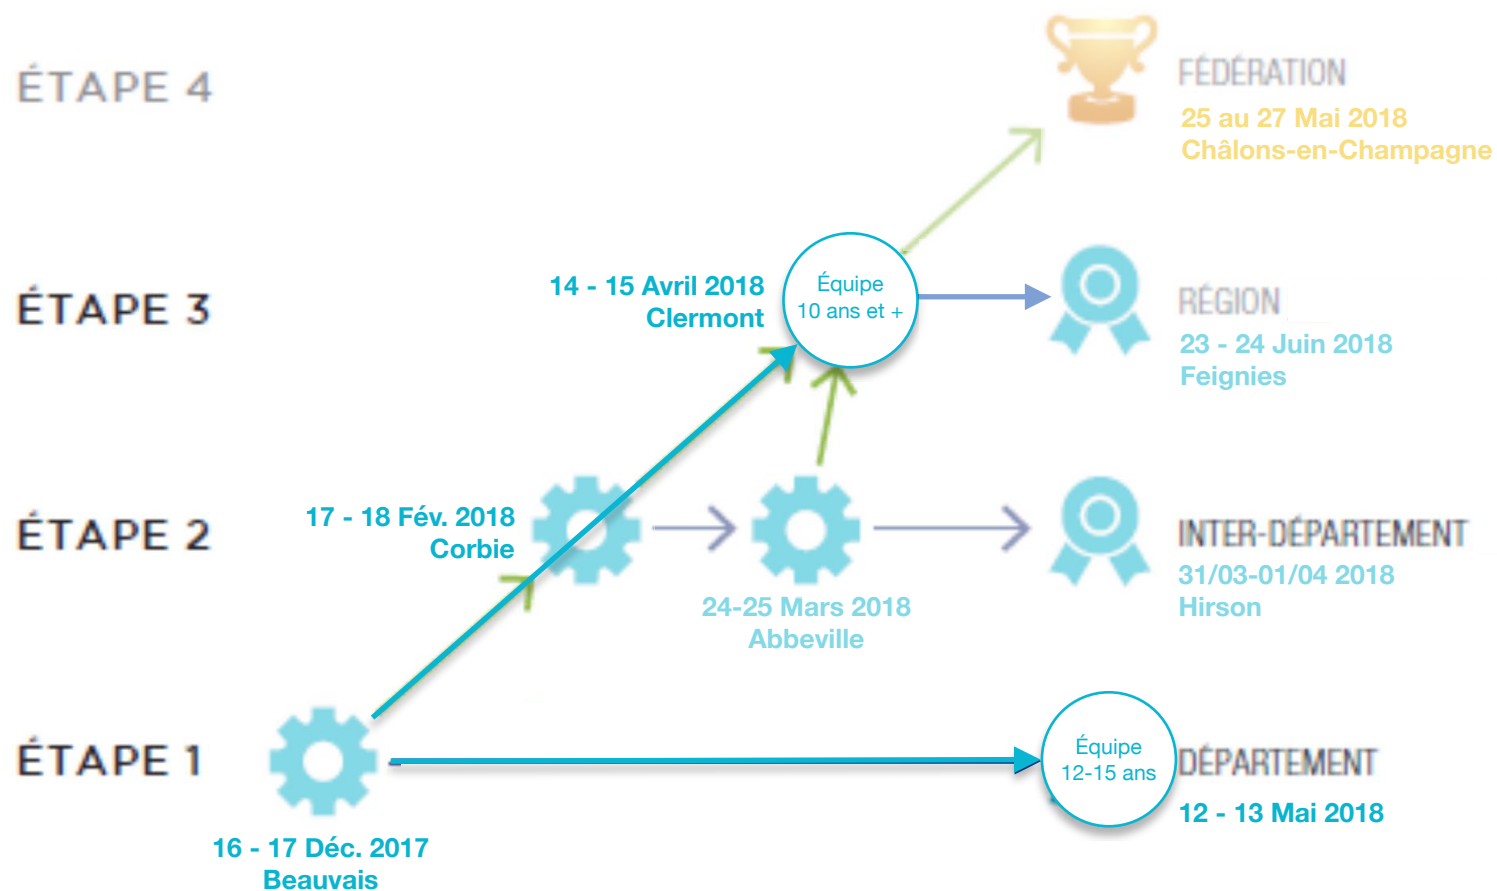 ÉTAPE 4
FÉDÉRATION
25 au 27 Mai 2018
Châlons-en-Champagne
ÉTAPE 3
14 - 15 Avril 2018
Clermont
Équipe
10 ans et +
RÉGION
23 - 24 Juin 2018
Feignies
ÉTAPE 2
17 - 18 Fév. 2018
Corbie
24-25 Mars 2018
Abbeville
INTER-DÉPARTEMENT
31/03-01/04 2018
Hirson
ÉTAPE 1
16 - 17 Déc. 2017
Beauvais
Équipe
12-15 ans
DÉPARTEMENT
12 - 13 Mai 2018